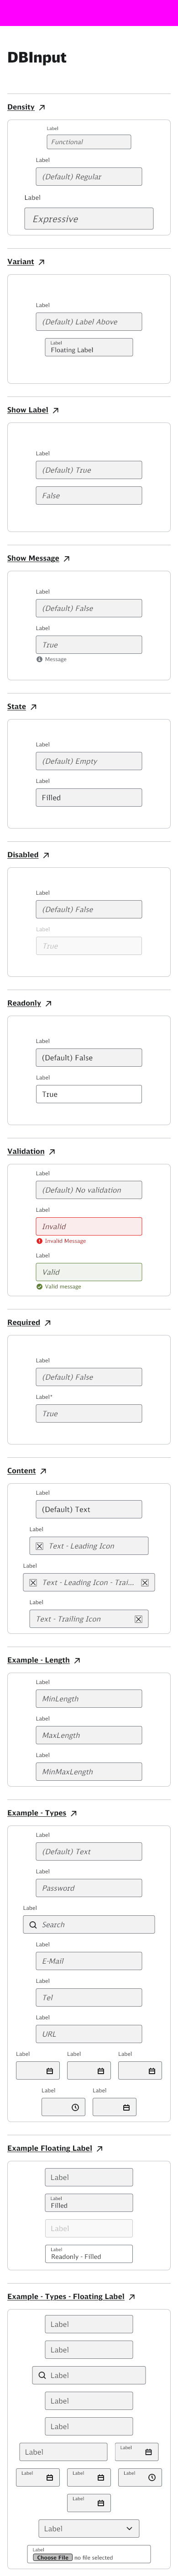 DBInput
Density
Label
Functional
Label
(Default) Regular
Label
Expressive
Variant
Label
(Default) Label Above
Label
Floating Label
Show Label
Label
(Default) True
False
Show Message
Label
(Default) False
Label
True
Message
State
Label
(Default) Empty
Label
Filled
Disabled
Label
(Default) False
Label
True
Readonly
Label
(Default) False
Label
True
Validation
Label
(Default) No validation
Label
Invalid
Invalid Message
Label
Valid
Valid message
Required
Label
(Default) False
Label*
True
Content
Label
(Default) Text
Label
Text - Leading Icon
Label
Text - Leading Icon - Trai...
Label
Text - Trailing Icon
Example - Length
Label
MinLength
Label
MaxLength
Label
MinMaxLength
Example - Types
Label
(Default) Text
Label
Password
Label
Search
Label
E-Mail
Label
Tel
Label
URL
Label Label Label
Label Label
Example Floating Label
Label
Label
Filled
Label
Label
Readonly - Filled
Example - Types - Floating Label
Label
Label
Label
Label
Label
Label Label
Label Label Label
Label
Label
Label
Choose File no file selected